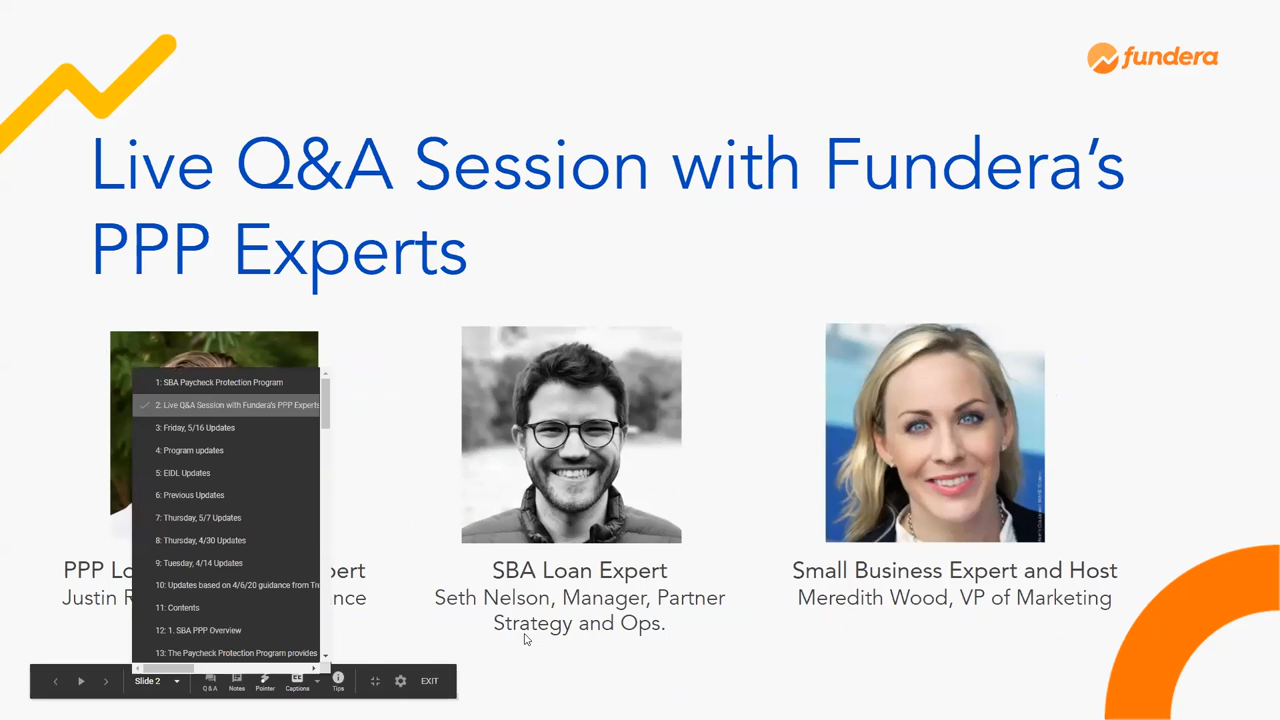 fundera
Live Q&A Session with Fundera's
PPP Experts
1: SBA Paycheck Protection Program
2: Live Q&A Session with Fundera's PPP Experts
3: Friday, 5/16 Updates
4: Program updates
5: EIDL Updates
6: Previous Updates
7: Thursday, 5/7 Updates
8: Thursday, 4/30 Updates
9: Tuesday, 4/14 Updates
10: Updates based on 4/6/20 guidance from Tre
11: Contents
12: 1. SBA PPP Overview
13: The Paycheck Protection Program provides
PPP Lo
pert
Justin R
ance
SBA Loan Expert
Seth Nelson, Manager, Partner
Strategy and Ops.
Small Business Expert and Host
Meredith Wood, VP of Marketing
Slide 2
Q&A
Notes
Pointer
Captions
Tips
EXIT